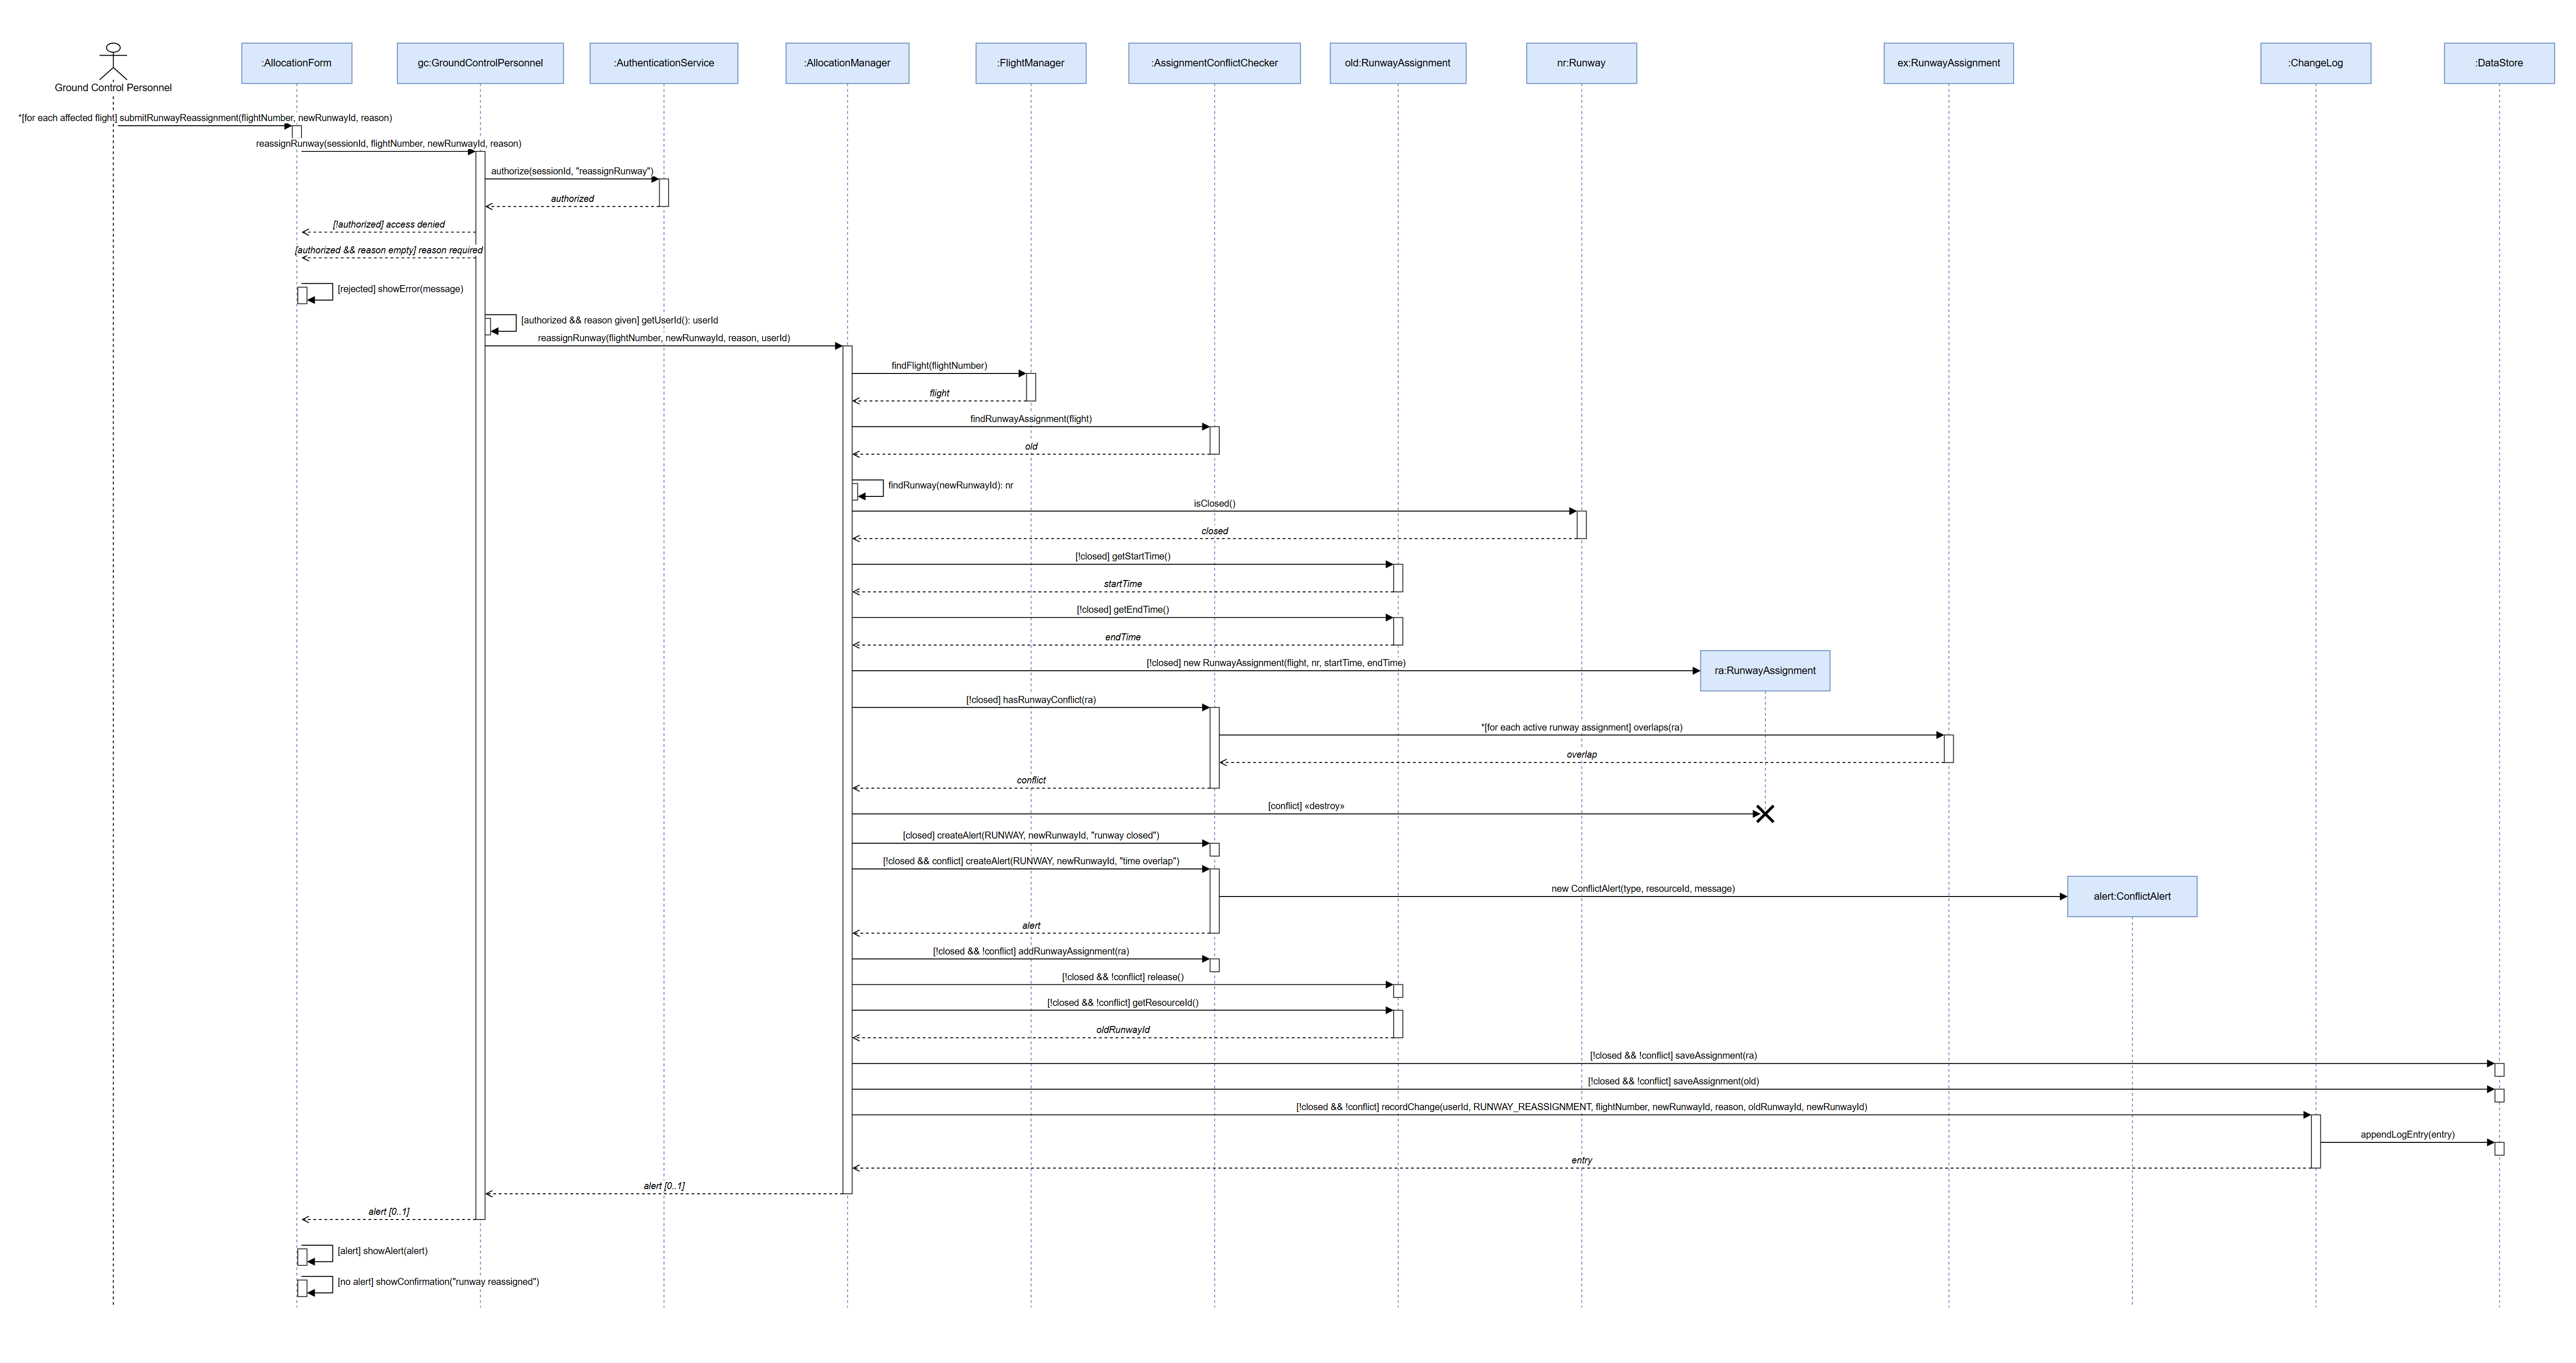 Ground Control Personnel
:AllocationForm
gc:GroundControlPersonnel
:AuthenticationService
:AllocationManager
:FlightManager
:AssignmentConflictChecker
old:RunwayAssignment
nr:Runway
ex:RunwayAssignment
:ChangeLog
:DataStore
*[for each affected flight] submitRunwayReassignment(flightNumber, newRunwayId, reason)
reassignRunway(sessionId, flightNumber, newRunwayId, reason)
authorize(sessionId, "reassignRunway")
authorized
[!authorized] access denied
[authorized && reason empty] reason required
[rejected] showError(message)
[authorized && reason given] getUserId(): userId
reassignRunway(flightNumber, newRunwayId, reason, userId)
findFlight(flightNumber)
flight
findRunwayAssignment(flight)
old
findRunway(newRunwayId): nr
isClosed()
closed
[!closed] getStartTime()
startTime
[!closed] getEndTime()
endTime
[!closed] new RunwayAssignment(flight, nr, startTime, endTime)
ra:RunwayAssignment
[!closed] hasRunwayConflict(ra)
*[for each active runway assignment] overlaps(ra)
overlap
conflict
[conflict] «destroy»
[closed] createAlert(RUNWAY, newRunwayId, "runway closed")
[!closed && conflict] createAlert(RUNWAY, newRunwayId, "time overlap")
new ConflictAlert(type, resourceId, message)
alert:ConflictAlert
alert
[!closed && !conflict] addRunwayAssignment(ra)
[!closed && !conflict] release()
[!closed && !conflict] getResourceId()
oldRunwayId
[!closed && !conflict] saveAssignment(ra)
[!closed && !conflict] saveAssignment(old)
[!closed && !conflict] recordChange(userId, RUNWAY_REASSIGNMENT, flightNumber, newRunwayId, reason, oldRunwayId, newRunwayId)
appendLogEntry(entry)
entry
alert [0..1]
alert [0..1]
[alert] showAlert(alert)
[no alert] showConfirmation("runway reassigned")